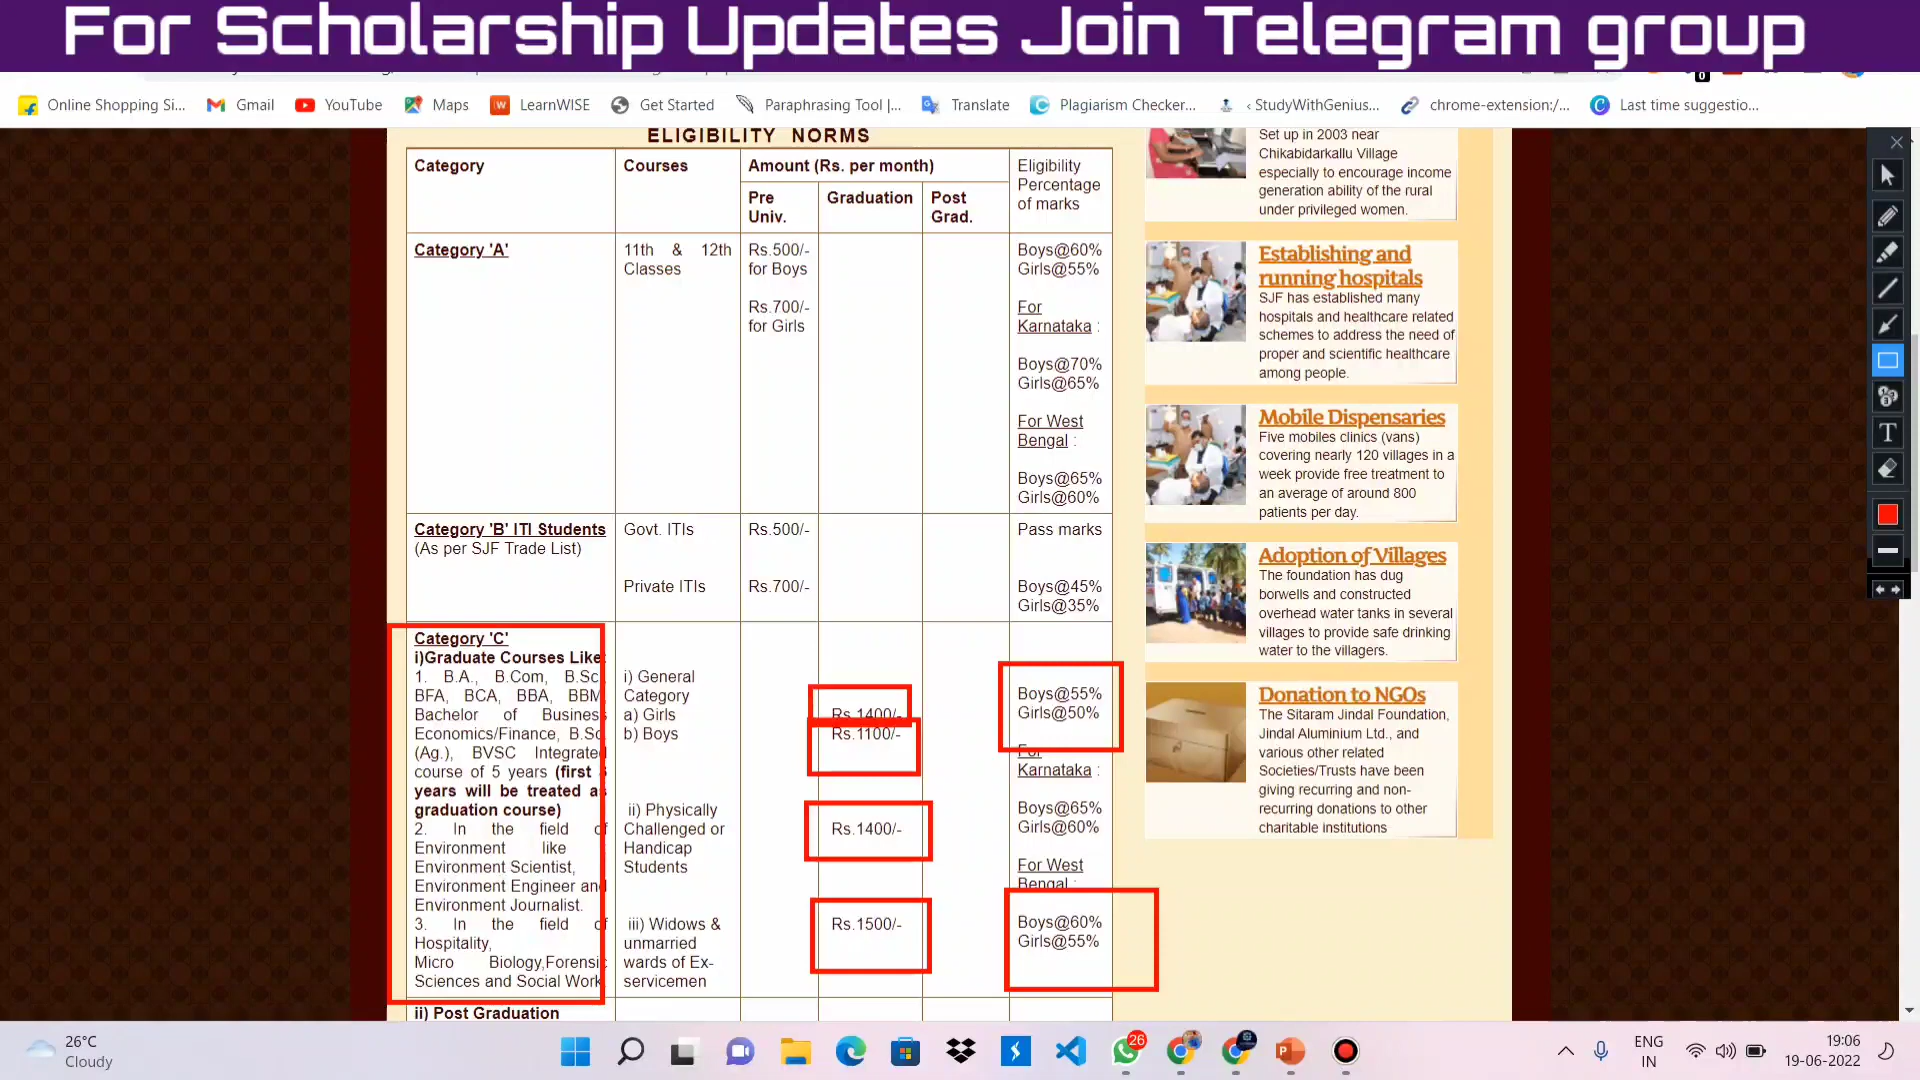 For Scholarship Updates Join Telegram group
Online Shopping Si...
Gmail
YouTube
Maps
LearnWISE
Get Started
Paraphrasing Tool |...
Translate
Plagiarism Checker...
‹ StudyWithGenius...
chrome-extension:/...
Last time suggestio...
ELIGIBILITY NORMS
Category
Courses
Amount (Rs. per month)
Eligibility
Percentage
of marks
Pre
Univ.
Graduation
Post
Grad.
Category 'A'
11th & 12th
Classes
Rs.500/-
for Boys
Rs.700/-
for Girls
Boys@60%
Girls@55%
For
Karnataka :
Boys@70%
Girls@65%
For West
Bengal :
Boys@65%
Girls@60%
Category 'B' ITI Students
(As per SJF Trade List)
Govt. ITIs
Rs.500/-
Pass marks
Private ITIs
Rs.700/-
Boys@45%
Girls@35%
Category 'C'
i)Graduate Courses Like
1. B.A., B.Com, B.Sc,
BFA, BCA, BBA, BBM,
Bachelor of Business
Economics/Finance, B.Sc
(Ag.), BVSC Integrated
course of 5 years (first
years will be treated as
graduation course)
2. In the field of
Environment like
Environment Scientist,
Environment Engineer and
Environment Journalist.
3. In the field of
Hospitality,
Micro Biology,Forensic
Sciences and Social Work
i) General
Category
a) Girls
b) Boys
ii) Physically
Challenged or
Handicap
Students
iii) Widows &
unmarried
wards of Ex-
servicemen
Rs.1400/-
Rs.1100/-
Rs.1400/-
Rs.1500/-
Boys@55%
Girls@50%
For
Karnataka :
Boys@65%
Girls@60%
For West
Bengal :
Boys@60%
Girls@55%
ii) Post Graduation
Set up in 2003 near
Chikabidarkallu Village
especially to encourage income
generation ability of the rural
under privileged women.
Establishing and
running hospitals
SJF has established many
hospitals and healthcare related
schemes to address the need of
proper and scientific healthcare
among people.
Mobile Dispensaries
Five mobiles clinics (vans)
covering nearly 120 villages in a
week provide free treatment to
an average of around 800
patients per day.
Adoption of Villages
The foundation has dug
borwells and constructed
overhead water tanks in several
villages to provide safe drinking
water to the villagers.
Donation to NGOs
The Sitaram Jindal Foundation,
Jindal Aluminium Ltd., and
various other related
Societies/Trusts have been
giving recurring and non-
recurring donations to other
charitable institutions
T
0
26°C
Cloudy
26
ENG
IN
19:06
19-06-2022